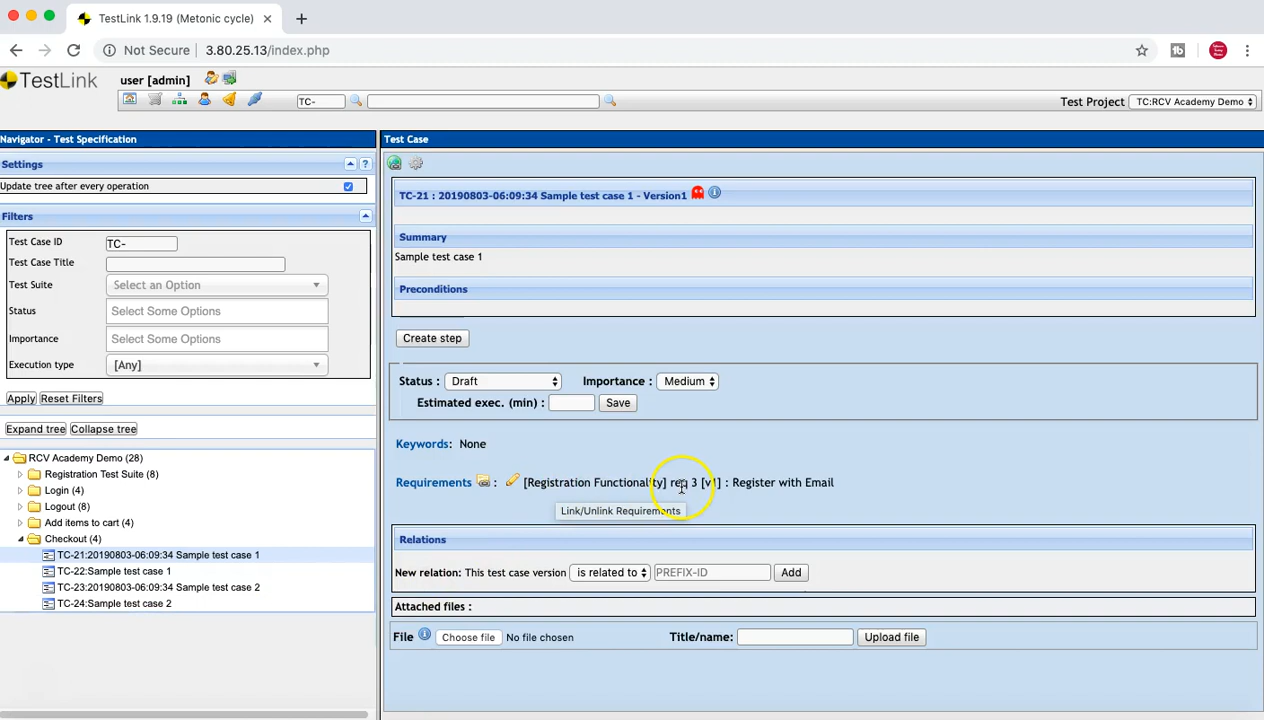 TestLink 1.9.19 (Metonic cycle)
Not Secure 3.80.25.13/index.php
TestLink user [admin]
TC- Test Project TC:RCV Academy Demo
Navigator - Test Specification
Settings
Update tree after every operation
Filters
Test Case ID TC-
Test Case Title
Test Suite Select an Option
Status Select Some Options
Importance Select Some Options
Execution type [Any]
Apply Reset Filters
Expand tree Collapse tree
RCV Academy Demo (28)
Registration Test Suite (8)
Login (4)
Logout (8)
Add items to cart (4)
Checkout (4)
TC-21:20190803-06:09:34 Sample test case 1
TC-22:Sample test case 1
TC-23:20190803-06:09:34 Sample test case 2
TC-24:Sample test case 2
Test Case
TC-21 : 20190803-06:09:34 Sample test case 1 - Version1
Summary
Sample test case 1
Preconditions
Create step
Status : Draft Importance : Medium
Estimated exec. (min) : Save
Keywords: None
Requirements : [Registration Functionality] req 3 [v1] : Register with Email
Link/Unlink Requirements
Relations
New relation: This test case version is related to PREFIX-ID Add
Attached files :
File Choose file No file chosen Title/name: Upload file